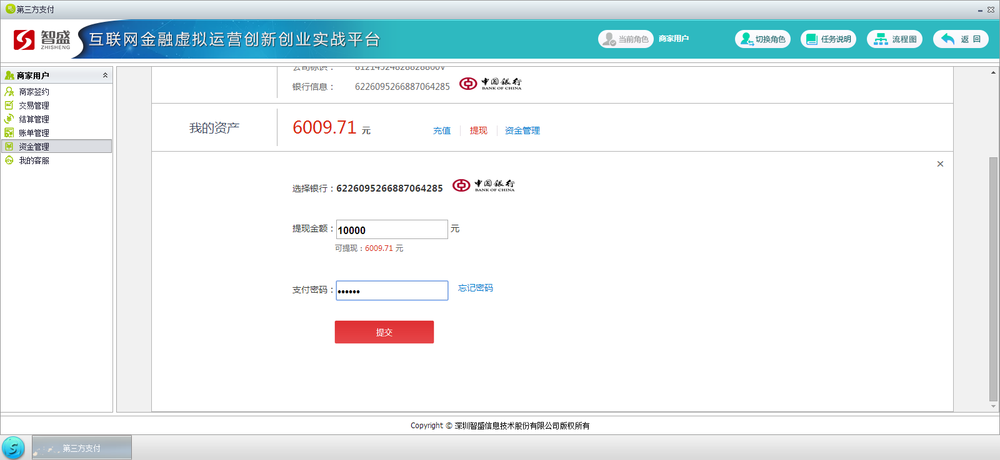 第三方支付
智盛
ZHISHENG
互联网金融虚拟运营创新创业实战平台
当前角色
商家用户
切换角色
任务说明
流程图
返 回
商家用户
商家签约
交易管理
结算管理
账单管理
资金管理
我的客服
公司标识：
银行信息： 6226095266887064285 中国银行
BANK OF CHINA
我的资产 6009.71 元 充值 提现 资金管理
选择银行：6226095266887064285 中国银行
BANK OF CHINA
提现金额：10000 元
可提现：6009.71 元
支付密码：•••••• 忘记密码
提交
Copyright © 深圳智盛信息技术股份有限公司版权所有
第三方支付